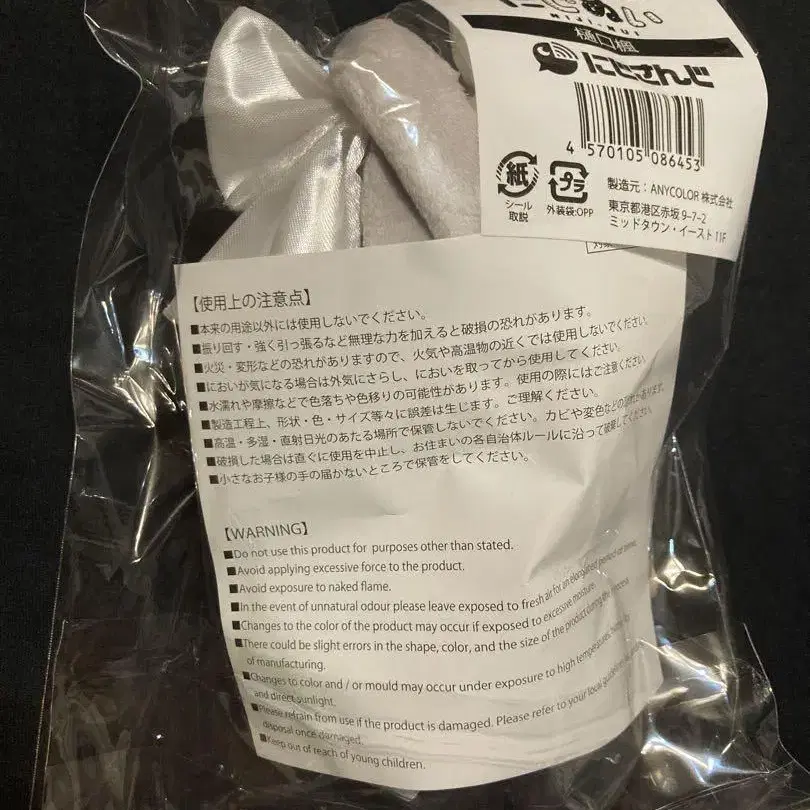 にじぬい
NIJI-NUI
樋口楓
にじさんじ
4 570105 086453
紙
シール
取説
プラ
外装袋:OPP
製造元：ANYCOLOR 株式会社
東京都港区赤坂9-7-2
ミッドタウン・イースト 11F
【使用上の注意点】
■本来の用途以外には使用しないでください。
■振り回す・強く引っ張るなど無理な力を加えると破損の恐れがあります。
■火災・変形などの恐れがありますので、火気や高温物の近くでは使用しないでください。
■においが気になる場合は外気にさらし、においを取ってから使用してください。
■水濡れや摩擦などで色落ちや色移りの可能性があります。使用の際にはご注意ください。
■製造工程上、形状・色・サイズ等々に誤差は生じます。ご理解ください。
■高温・多湿・直射日光のあたる場所で保管しないでください。カビや変色などの恐れがあります。
■破損した場合は直ぐに使用を中止し、お住まいの各自治体ルールに沿って破棄してください。
■小さなお子様の手の届かないところで保管をしてください。
【WARNING】
■Do not use this product for purposes other than stated.
■Avoid applying excessive force to the product.
■Avoid exposure to naked flame.
■In the event of unnatural odour please leave exposed to fresh air for an elongated period of time.
■Changes to the color of the product may occur if exposed to excessive moisture.
■There could be slight errors in the shape, color, and the size of the product during the process
of manufacturing.
■Changes to color and / or mould may occur under exposure to high temperatures,
and direct sunlight.
■Please refrain from use if the product is damaged. Please refer to your local guidelines
disposal once damaged.
■Keep out of reach of young children.